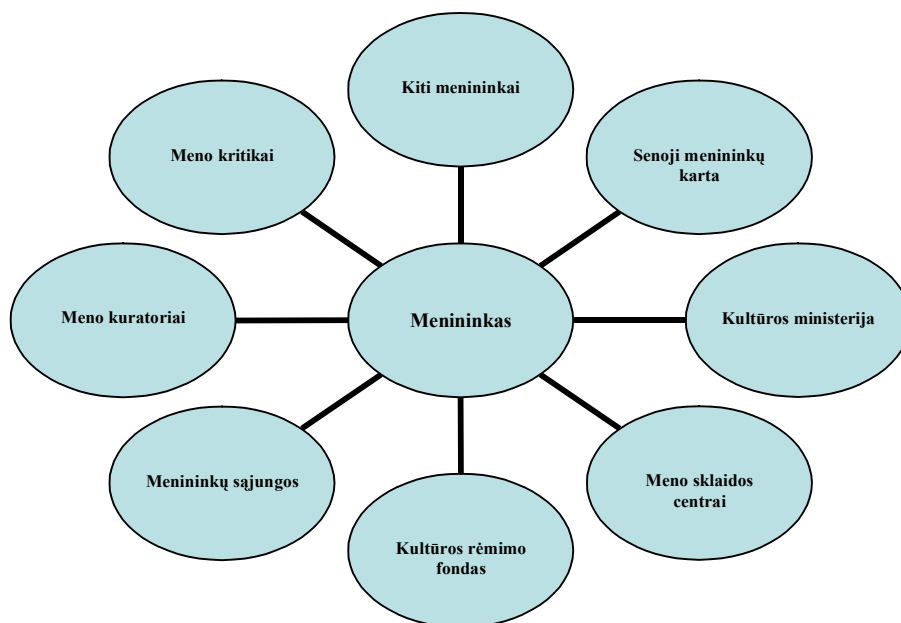 Kiti menininkai
Meno kritikai
Senoji menininkų
karta
Meno kuratoriai
Menininkas
Kultūros ministerija
Menininkų sąjungos
Meno sklaidos
centrai
Kultūros rėmimo
fondas